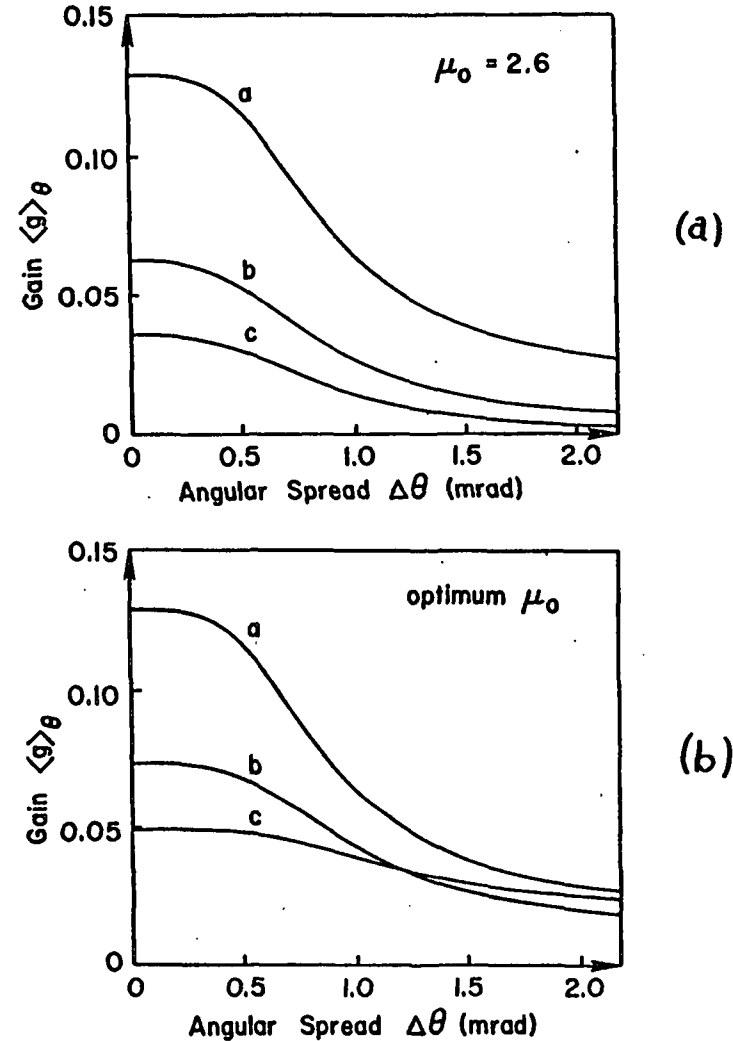 0.15
μ₀ = 2.6
a
0.10
(a)
Gain ⟨g⟩θ
b
0.05
c
0
0 0.5 1.0 1.5 2.0
Angular Spread Δθ (mrad)
0.15
optimum μ₀
a
0.10
(b)
Gain ⟨g⟩θ
b
c
0.05
0
0 0.5 1.0 1.5 2.0
Angular Spread Δθ (mrad)